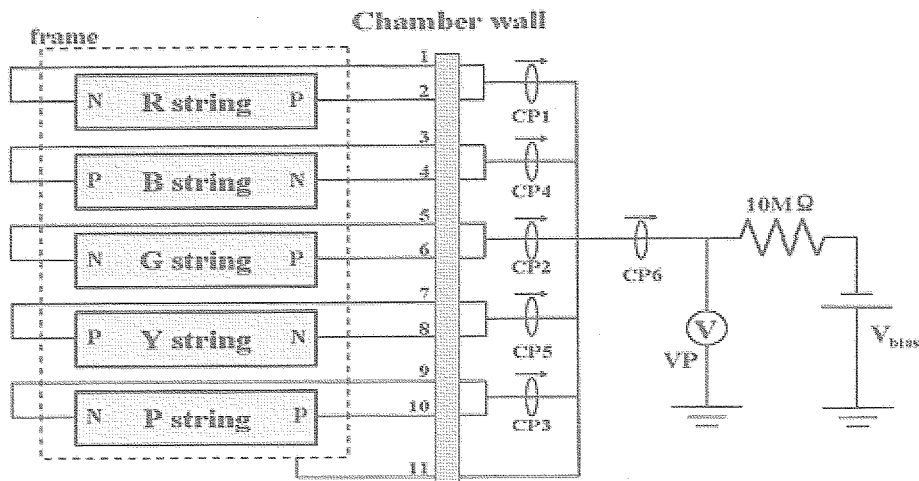 Chamber wall
frame
1
N R string P
2
CP1
3
P B string N
4
CP4
5
N G string P
6
CP2
CP6
10MΩ
7
P Y string N
8
CP5
V
VP
Vbias
9
N P string P
10
CP3
11